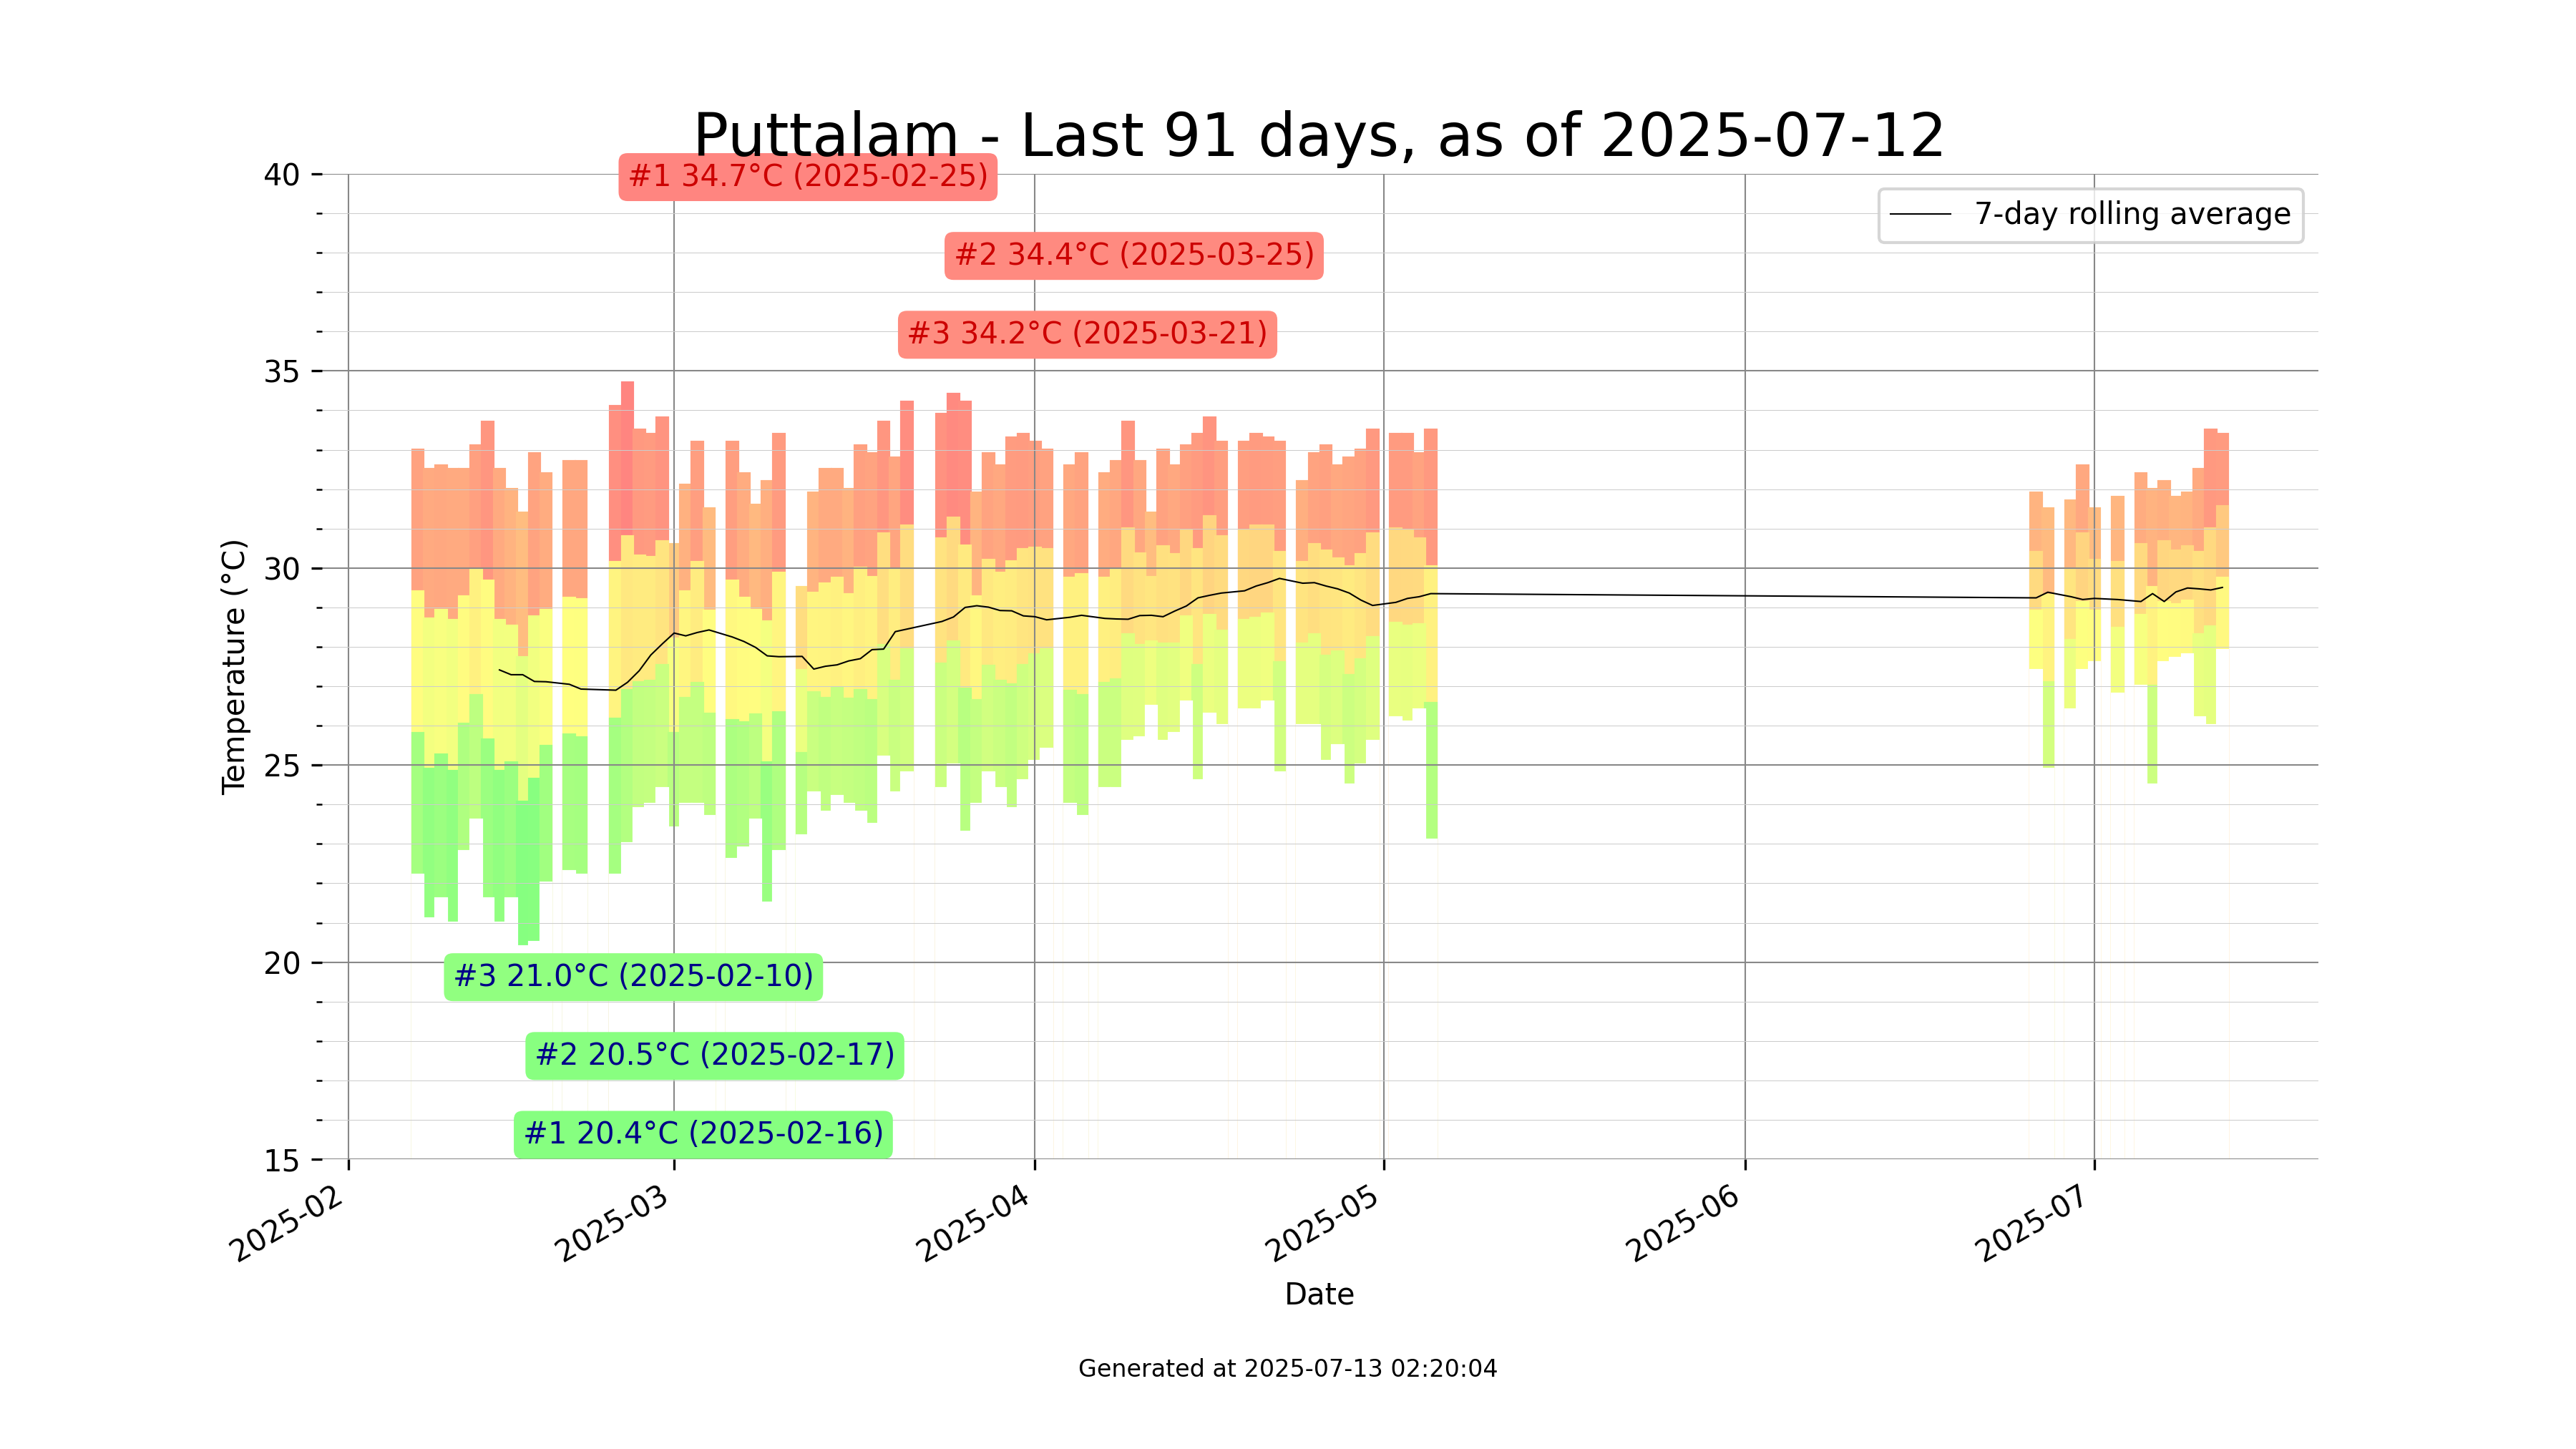 Puttalam - Last 91 days, as of 2025-07-12
#1 34.7°C (2025-02-25)
#2 34.4°C (2025-03-25)
#3 34.2°C (2025-03-21)
7-day rolling average
40
35
30
25
20
15
Temperature (°C)
#3 21.0°C (2025-02-10)
#2 20.5°C (2025-02-17)
#1 20.4°C (2025-02-16)
2025-02
2025-03
2025-04
2025-05
2025-06
2025-07
Date
Generated at 2025-07-13 02:20:04